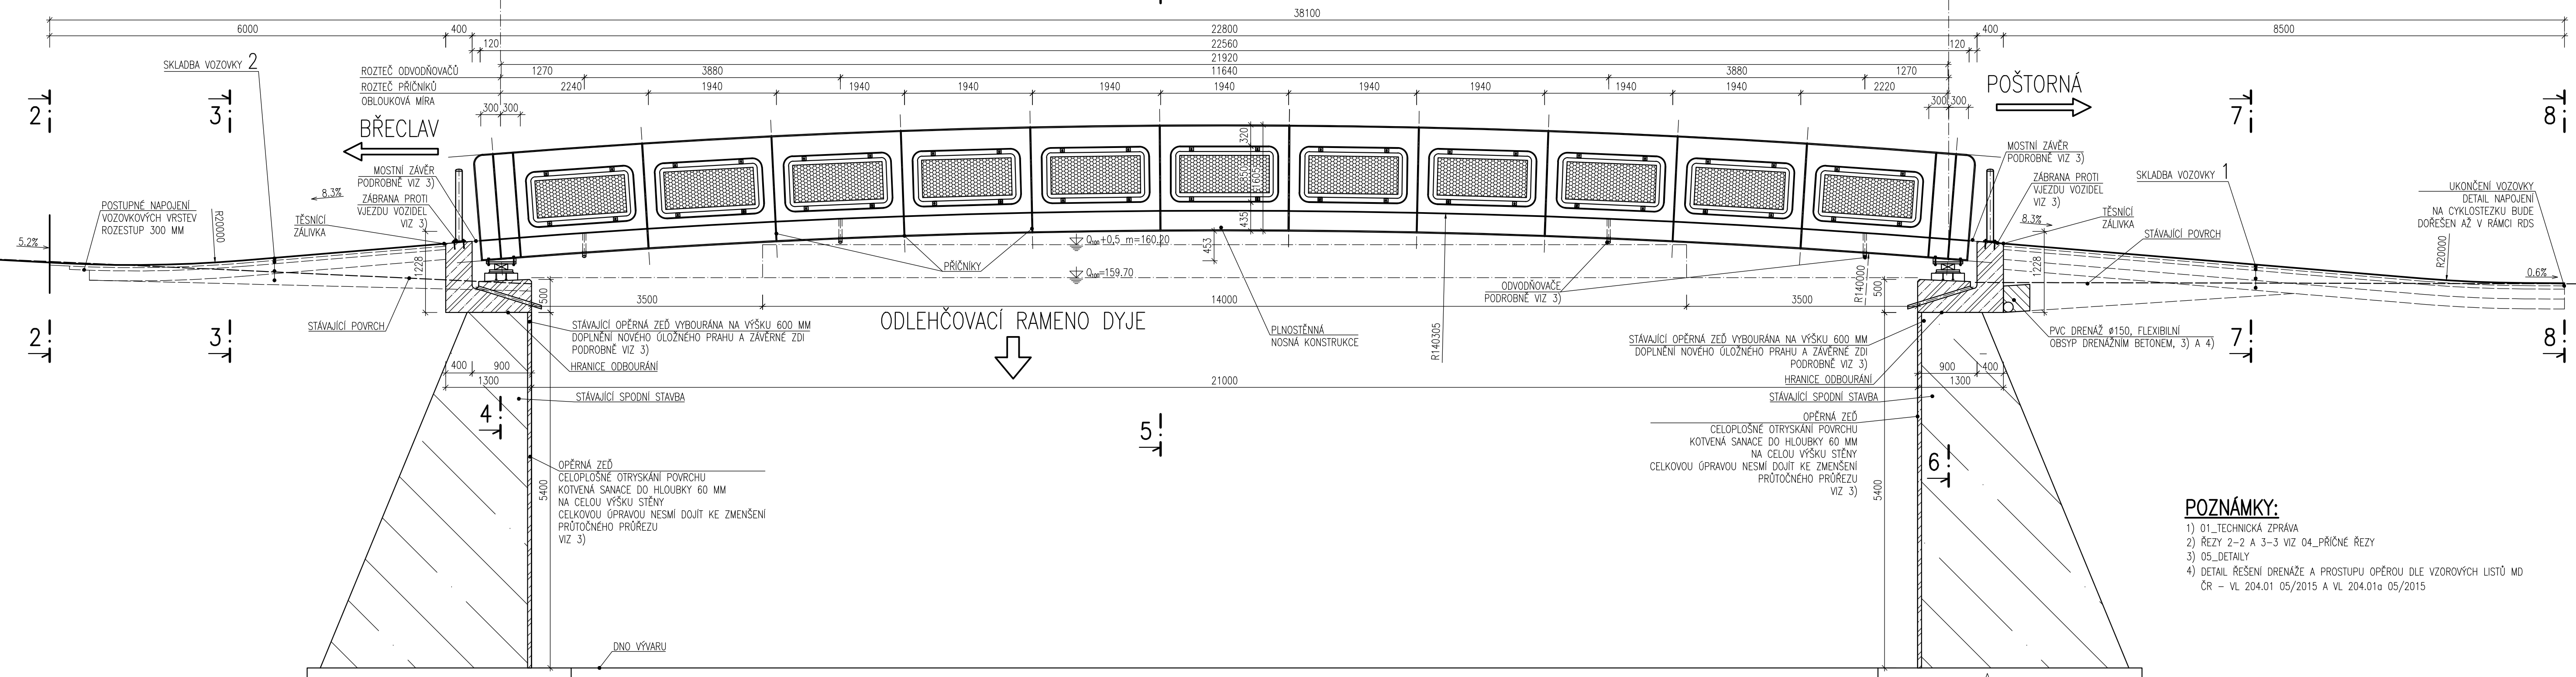 38100
6000
400
22800
400
8500
120
22560
120
21920
ROZTEČ ODVODŇOVAČŮ
1270
3880
11640
3880
1270
ROZTEČ PŘÍČNÍKŮ
2240
1940
1940
1940
1940
1940
1940
1940
1940
1940
2220
OBLOUKOVÁ MÍRA
300
300
300
300
SKLADBA VOZOVKY 2
2
3
BŘECLAV
POŠTORNÁ
7
8
320
850
1605
435
453
MOSTNÍ ZÁVĚR
PODROBNĚ VIZ 3)
ZÁBRANA PROTI
VJEZDU VOZIDEL
VIZ 3)
8.3%
POSTUPNÉ NAPOJENÍ
VOZOVKOVÝCH VRSTEV
ROZESTUP 300 MM
R20000
TĚSNÍCÍ
ZÁLIVKA
5.2%
1228
STÁVAJÍCÍ POVRCH
MOSTNÍ ZÁVĚR
PODROBNĚ VIZ 3)
ZÁBRANA PROTI
VJEZDU VOZIDEL
VIZ 3)
8.3%
TĚSNÍCÍ
ZÁLIVKA
STÁVAJÍCÍ POVRCH
SKLADBA VOZOVKY 1
UKONČENÍ VOZOVKY
DETAIL NAPOJENÍ
NA CYKLOSTEZKU BUDE
DOŘEŠEN AŽ V RÁMCI RDS
R20000
0.6%
1228
Q100+0,5 m=160.20
Q100=159.70
PŘÍČNÍKY
ODVODŇOVAČE
PODROBNĚ VIZ 3)
R14000
R140305
500
3500
14000
3500
500
ODLEHČOVACÍ RAMENO DYJE
PLNOSTĚNNÁ
NOSNÁ KONSTRUKCE
STÁVAJÍCÍ OPĚRNÁ ZEĎ VYBOURÁNA NA VÝŠKU 600 MM
DOPLNĚNÍ NOVÉHO ÚLOŽNÉHO PRAHU A ZÁVĚRNÉ ZDI
PODROBNĚ VIZ 3)
HRANICE ODBOURÁNÍ
STÁVAJÍCÍ OPĚRNÁ ZEĎ VYBOURÁNA NA VÝŠKU 600 MM
DOPLNĚNÍ NOVÉHO ÚLOŽNÉHO PRAHU A ZÁVĚRNÉ ZDI
PODROBNĚ VIZ 3)
HRANICE ODBOURÁNÍ
PVC DRENÁŽ ø150, FLEXIBILNÍ
OBSYP DRENÁŽNÍM BETONEM, 3) A 4)
2
3
7
8
400
900
1300
21000
900
400
1300
STÁVAJÍCÍ SPODNÍ STAVBA
STÁVAJÍCÍ SPODNÍ STAVBA
4
5
6
OPĚRNÁ ZEĎ
CELOPLOŠNÉ OTRYSKÁNÍ POVRCHU
KOTVENÁ SANACE DO HLOUBKY 60 MM
NA CELOU VÝŠKU STĚNY
CELKOVOU ÚPRAVOU NESMÍ DOJÍT KE ZMENŠENÍ
PRŮTOČNÉHO PRŮŘEZU
VIZ 3)
5400
OPĚRNÁ ZEĎ
CELOPLOŠNÉ OTRYSKÁNÍ POVRCHU
KOTVENÁ SANACE DO HLOUBKY 60 MM
NA CELOU VÝŠKU STĚNY
CELKOVOU ÚPRAVOU NESMÍ DOJÍT KE ZMENŠENÍ
PRŮTOČNÉHO PRŮŘEZU
VIZ 3)
5400
DNO VÝVARU
POZNÁMKY:
1) 01_TECHNICKÁ ZPRÁVA
2) ŘEZY 2-2 A 3-3 VIZ 04_PŘÍČNÉ ŘEZY
3) 05_DETAILY
4) DETAIL ŘEŠENÍ DRENÁŽE A PROSTUPU OPĚROU DLE VZOROVÝCH LISTŮ MD
ČR - VL 204.01 05/2015 A VL 204.01a 05/2015